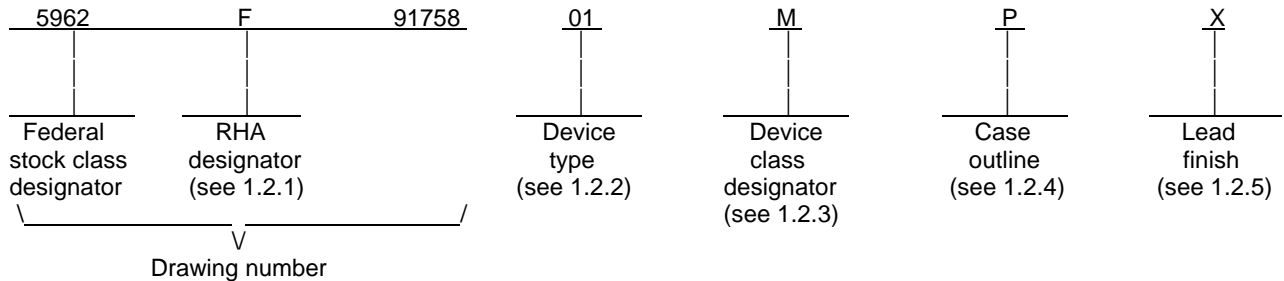 5962 F 91758 01 M P X
Federal RHA Device Device Case Lead
stock class designator type class outline finish
designator (see 1.2.1) (see 1.2.2) designator (see 1.2.4) (see 1.2.5)
(see 1.2.3)
Drawing number